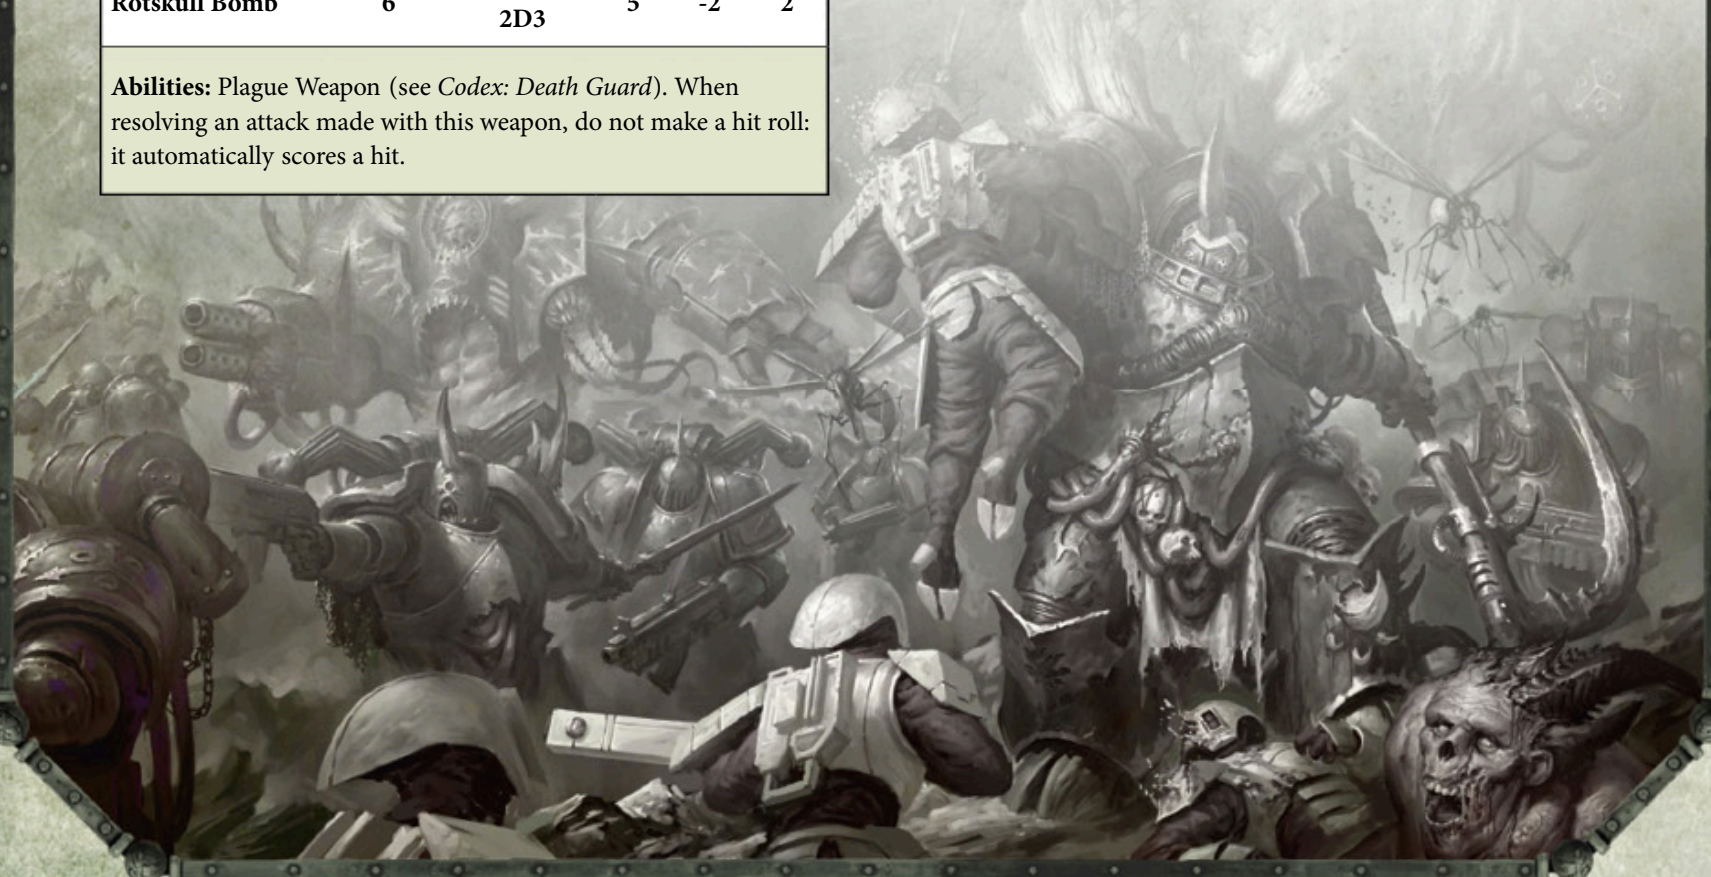 Rotskull Bomb 6 2D3 5 -2 2
Abilities: Plague Weapon (see Codex: Death Guard). When
resolving an attack made with this weapon, do not make a hit roll:
it automatically scores a hit.